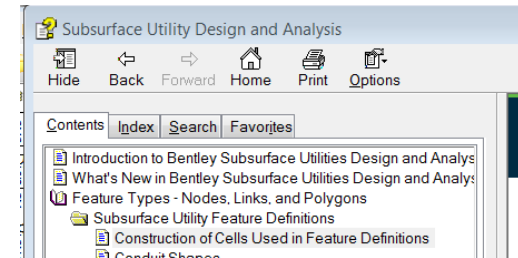 Subsurface Utility Design and Analysis
Hide Back Forward Home Print Options
Contents Index Search Favorites
Introduction to Bentley Subsurface Utilities Design and Analys
What's New in Bentley Subsurface Utilities Design and Analys
Feature Types - Nodes, Links, and Polygons
Subsurface Utility Feature Definitions
Construction of Cells Used in Feature Definitions
Conduit Shapes